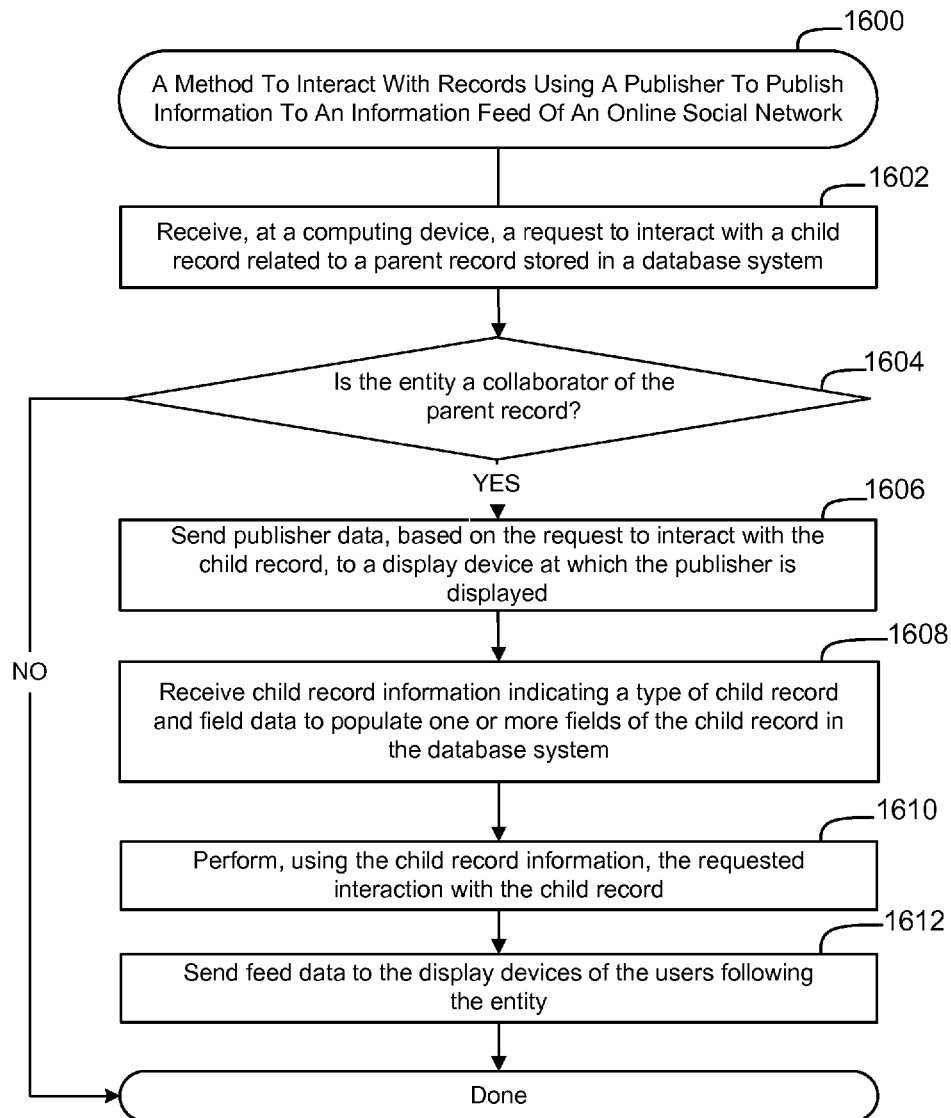 1600
A Method To Interact With Records Using A Publisher To Publish
Information To An Information Feed Of An Online Social Network
1602
Receive, at a computing device, a request to interact with a child
record related to a parent record stored in a database system
1604
Is the entity a collaborator of the
parent record?
YES
1606
Send publisher data, based on the request to interact with the
child record, to a display device at which the publisher is
displayed
1608
NO
Receive child record information indicating a type of child record
and field data to populate one or more fields of the child record in
the database system
1610
Perform, using the child record information, the requested
interaction with the child record
1612
Send feed data to the display devices of the users following
the entity
Done